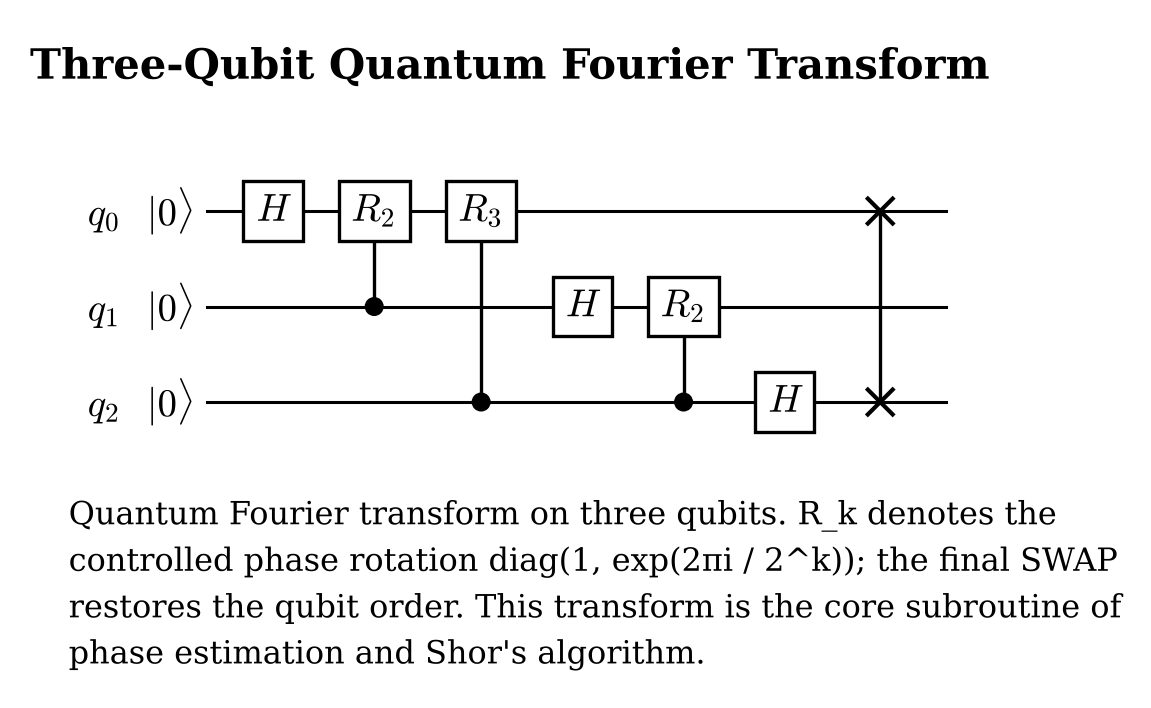 Three-Qubit Quantum Fourier Transform
q₀ |0⟩ H R₂ R₃
q₁ |0⟩ H R₂
q₂ |0⟩ H
Quantum Fourier transform on three qubits. R_k denotes the
controlled phase rotation diag(1, exp(2πi / 2^k)); the final SWAP
restores the qubit order. This transform is the core subroutine of
phase estimation and Shor's algorithm.